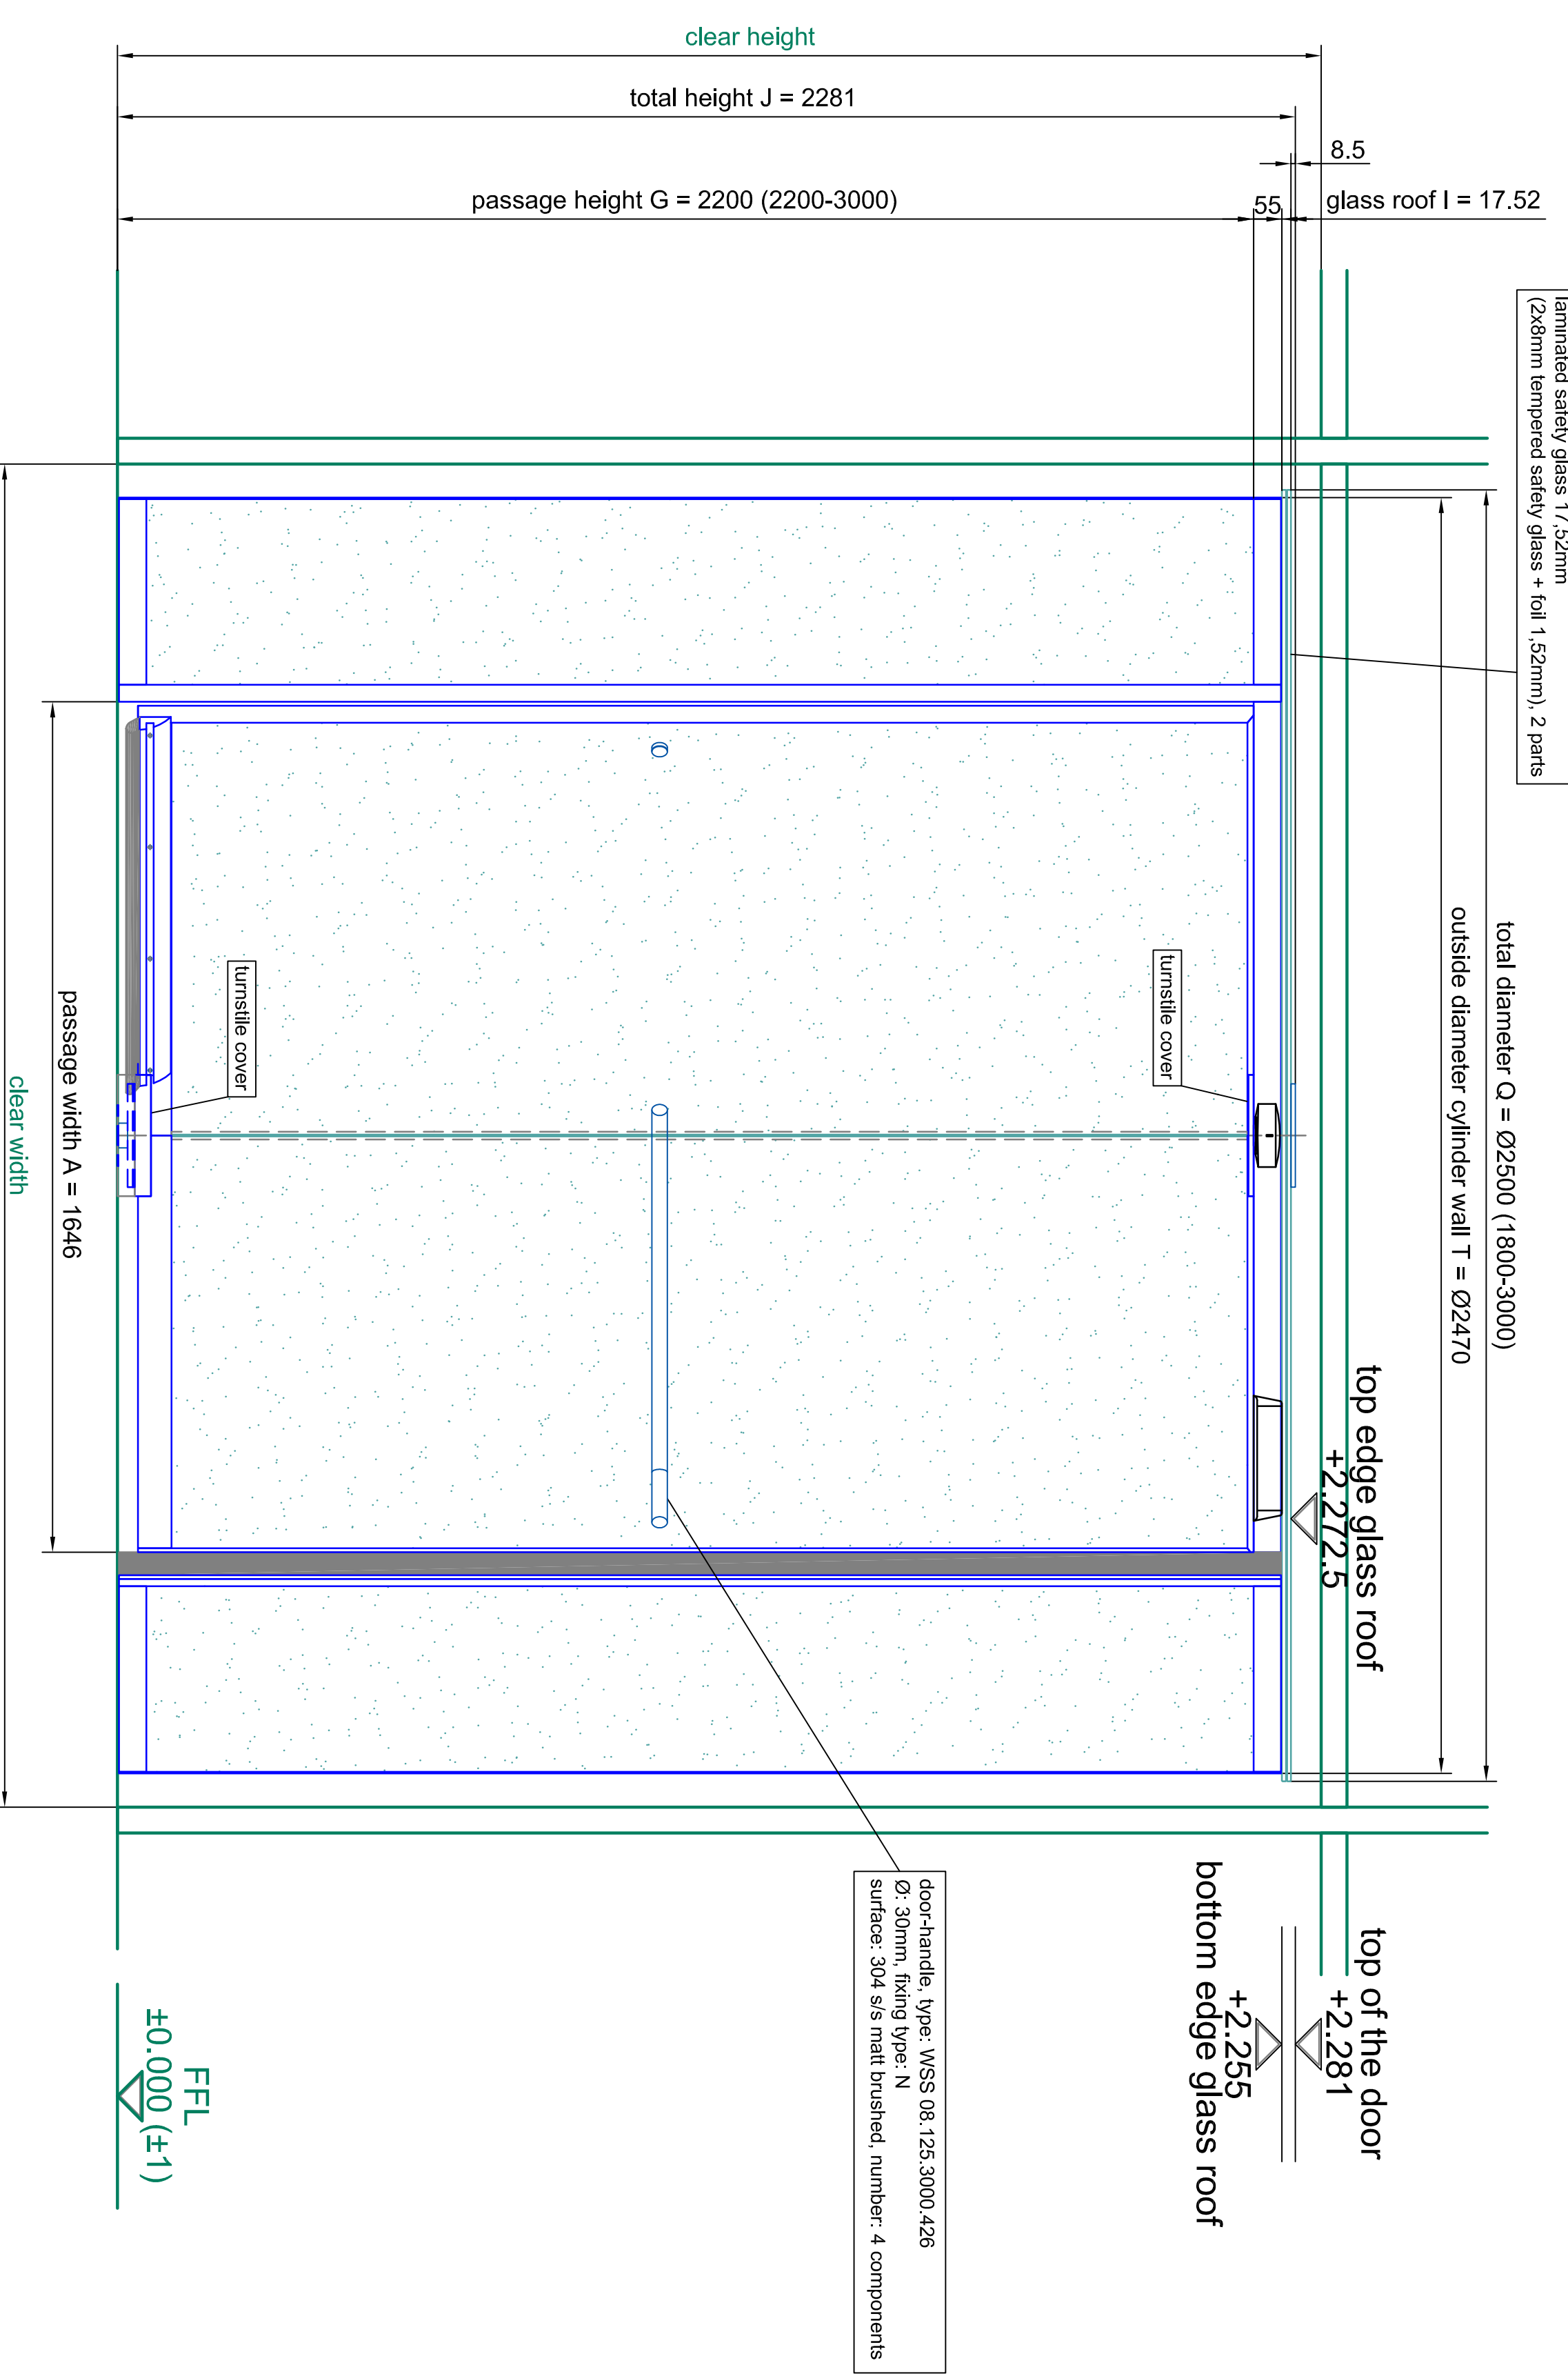 clear height
total height J = 2281
8.5
passage height G = 2200 (2200-3000)
55
glass roof I = 17.52
laminated safety glass 17,52mm
(2x8mm tempered safety glass + foil 1,52mm), 2 parts
total diameter Q = Ø2500 (1800-3000)
outside diameter cylinder wall T = Ø2470
top edge glass roof
+2.272.5
turnstile cover
turnstile cover
passage width A = 1646
clear width
top of the door
+2.281
+2.255
bottom edge glass roof
door-handle, type: WSS 08.125.3000.426
Ø: 30mm, fixing type: N
surface: 304 s/s matt brushed, number: 4 components
FFL
±0.000 (±1)